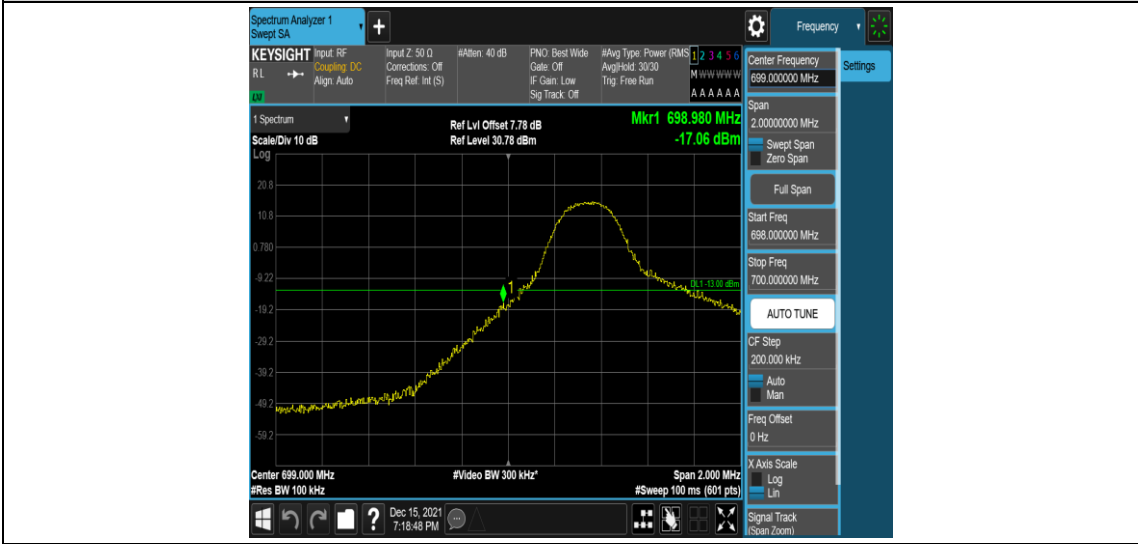 Spectrum Analyzer 1
Swept SA
Frequency
KEYSIGHT
RL
Input: RF
Coupling: DC
Align: Auto
Input Z: 50 Ω
Corrections: Off
Freq Ref: Int (S)
#Atten: 40 dB
PNO: Best Wide
Gate: Off
IF Gain: Low
Sig Track: Off
#Avg Type: Power (RMS
Avg|Hold: 30/30
Trig: Free Run
1 2 3 4 5 6
M W W W W W
A A A A A A
1 Spectrum
Scale/Div 10 dB
Log
Ref Lvl Offset 7.78 dB
Ref Level 30.78 dBm
Mkr1 698.980 MHz
-17.06 dBm
20.8
10.8
0.780
-9.22
-19.2
-29.2
-39.2
-49.2
-59.2
1
DL1 -13.00 dBm
Center 699.000 MHz
#Res BW 100 kHz
#Video BW 300 kHz*
Span 2.000 MHz
#Sweep 100 ms (601 pts)
Dec 15, 2021
7:18:48 PM
Center Frequency
699.000000 MHz
Settings
Span
2.00000000 MHz
Swept Span
Zero Span
Full Span
Start Freq
698.000000 MHz
Stop Freq
700.000000 MHz
AUTO TUNE
CF Step
200.000 kHz
Auto
Man
Freq Offset
0 Hz
X Axis Scale
Log
Lin
Signal Track
(Span Zoom)